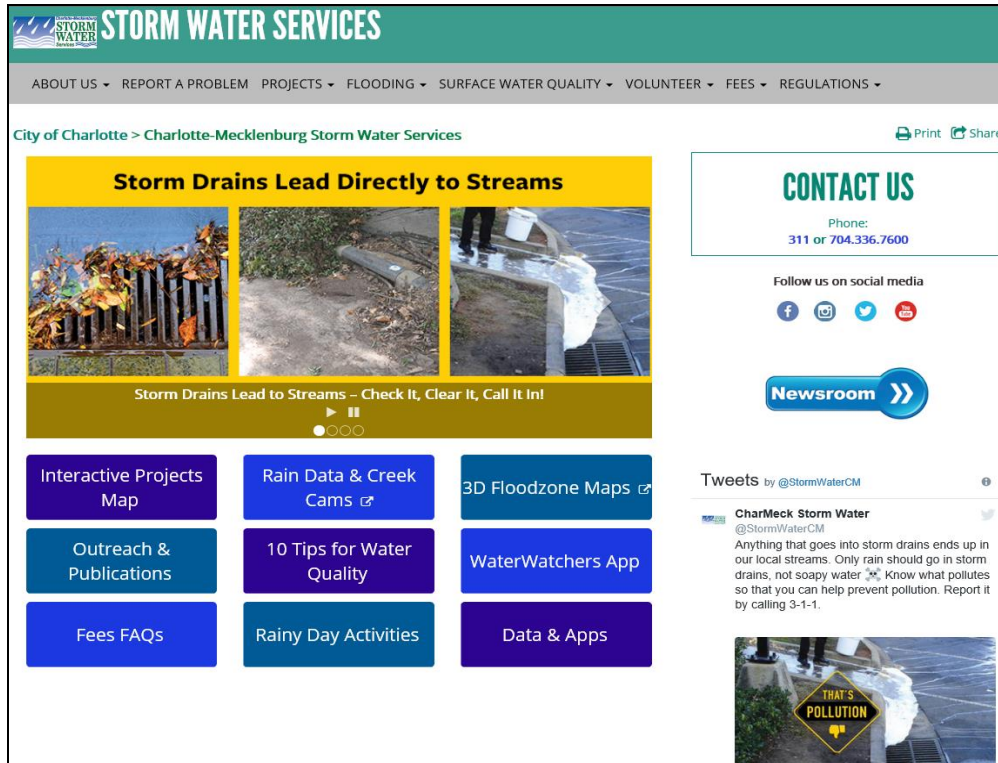 STORM
WATER
Services
STORM WATER SERVICES
ABOUT US REPORT A PROBLEM PROJECTS FLOODING SURFACE WATER QUALITY VOLUNTEER FEES REGULATIONS
City of Charlotte > Charlotte-Mecklenburg Storm Water Services
Print Share
Storm Drains Lead Directly to Streams
Storm Drains Lead to Streams – Check It, Clear It, Call It In!
Interactive Projects
Map
Rain Data & Creek
Cams
3D Floodzone Maps
Outreach &
Publications
10 Tips for Water
Quality
WaterWatchers App
Fees FAQs
Rainy Day Activities
Data & Apps
CONTACT US
Phone:
311 or 704.336.7600
Follow us on social media
You
Tube
Newsroom
Tweets by @StormWaterCM
CharMeck Storm Water
@StormWaterCM
Anything that goes into storm drains ends up in
our local streams. Only rain should go in storm
drains, not soapy water ☠️ Know what pollutes
so that you can help prevent pollution. Report it
by calling 3-1-1.
THAT'S
POLLUTION